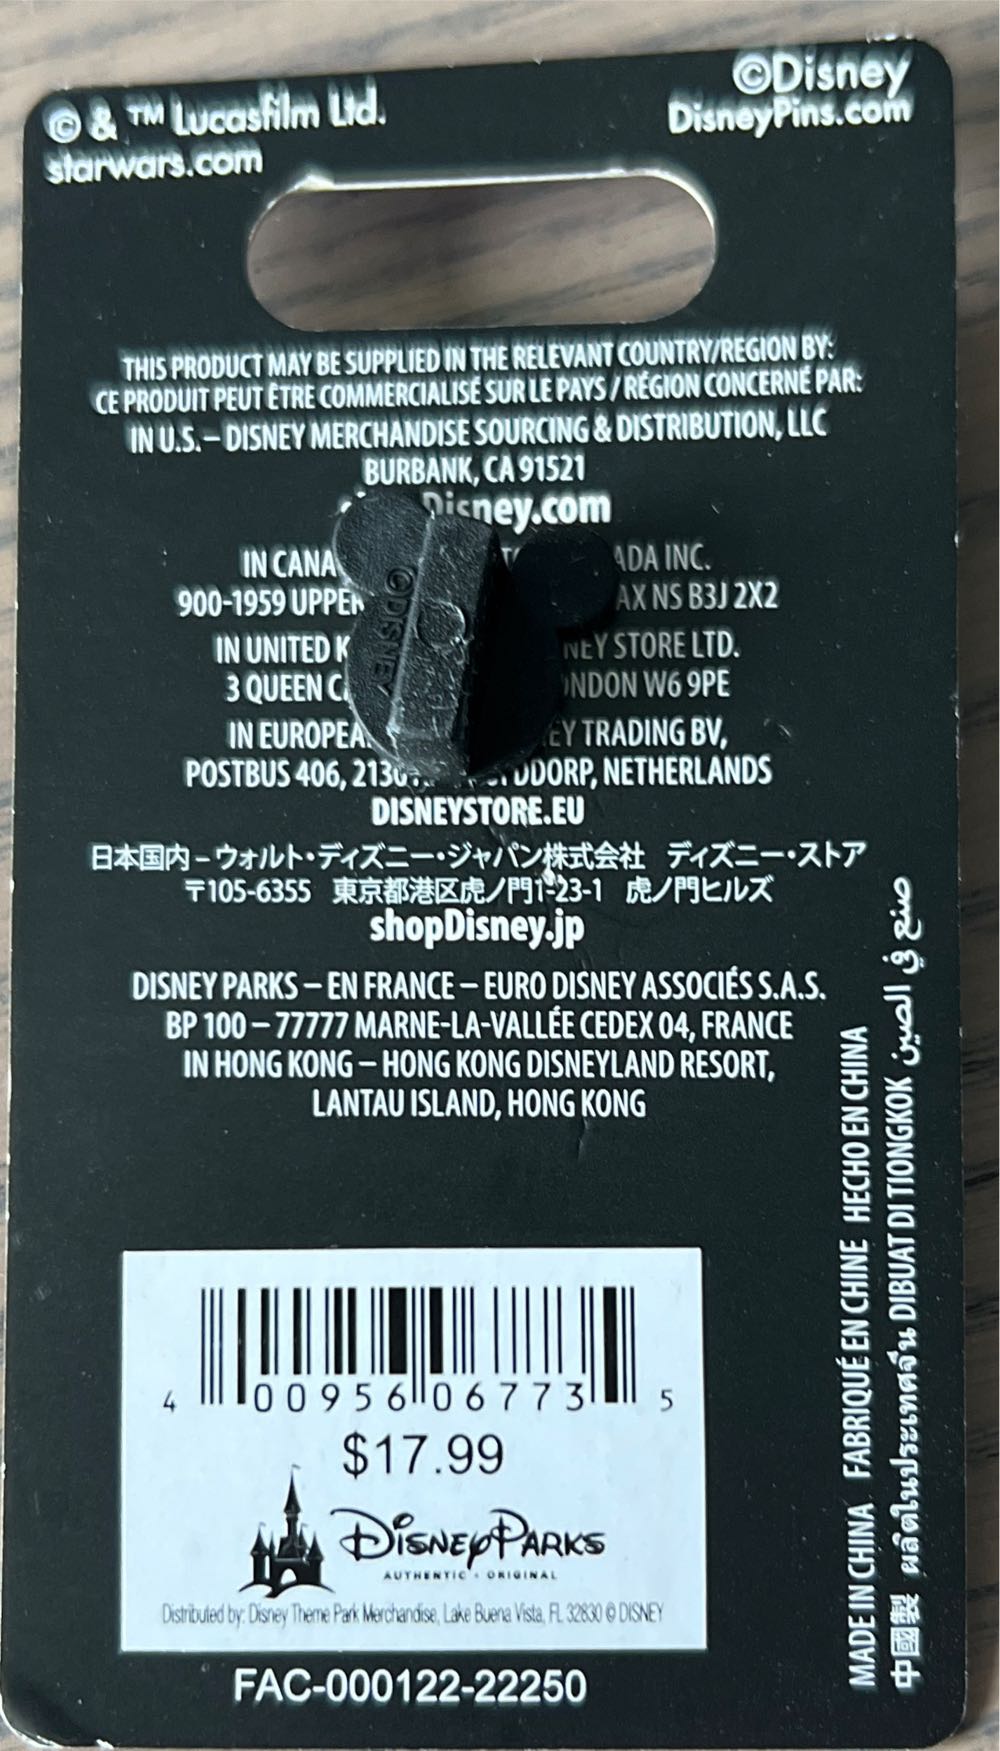 © & ™ Lucasfilm Ltd.
starwars.com
©Disney
DisneyPins.com
THIS PRODUCT MAY BE SUPPLIED IN THE RELEVANT COUNTRY/REGION BY:
CE PRODUIT PEUT ÊTRE COMMERCIALISÉ SUR LE PAYS / RÉGION CONCERNÉ PAR:
IN U.S. – DISNEY MERCHANDISE SOURCING & DISTRIBUTION, LLC
BURBANK, CA 91521
Disney.com
IN CANA ADA INC.
900-1959 UPPER AX NS B3J 2X2
IN UNITED K NEY STORE LTD.
3 QUEEN C ONDON W6 9PE
IN EUROPEA EY TRADING BV,
POSTBUS 406, 2130 DDORP, NETHERLANDS
DISNEYSTORE.EU
©DISNEY
日本国内 – ウォルト・ディズニー・ジャパン株式会社 ディズニー・ストア
〒105-6355 東京都港区虎ノ門1-23-1 虎ノ門ヒルズ
shopDisney.jp
DISNEY PARKS – EN FRANCE – EURO DISNEY ASSOCIÉS S.A.S.
BP 100 – 77777 MARNE-LA-VALLÉE CEDEX 04, FRANCE
IN HONG KONG – HONG KONG DISNEYLAND RESORT,
LANTAU ISLAND, HONG KONG
MADE IN CHINA FABRIQUÉ EN CHINE HECHO EN CHINA
中國製 ผลิตในประเทศจีน DIBUAT DI TIONGKOK صنع في الصين
4 00956 06773 5
$17.99
DISNEY PARKS
AUTHENTIC • ORIGINAL
Distributed by: Disney Theme Park Merchandise, Lake Buena Vista, FL 32830 © DISNEY
FAC-000122-22250